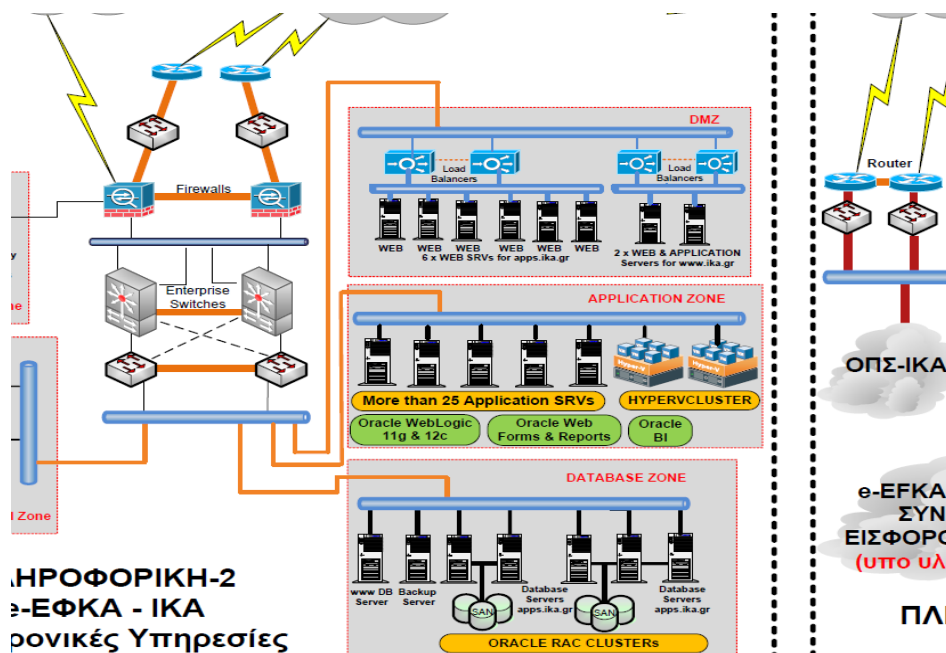 DMZ
Load
Balancers
Load
Balancers
WEB WEB WEB WEB WEB WEB
6 x WEB SRVs for apps.ika.gr
2 x WEB & APPLICATION
Servers for www.ika.gr
Firewalls
Enterprise
Switches
APPLICATION ZONE
Hyper-V
Hyper-V
More than 25 Application SRVs
HYPERVCLUSTER
Oracle WebLogic
11g & 12c
Oracle Web
Forms & Reports
Oracle
BI
DATABASE ZONE
www DB
Server
Backup
Server
Database
Servers
apps.ika.gr
Database
Servers
apps.ika.gr
SAN
SAN
ORACLE RAC CLUSTERs
Zone
ΛΗΡΟΦΟΡΙΚΗ-2
e-ΕΦΚΑ - ΙΚΑ
ρονικές Υπηρεσίες
Router
ΟΠΣ-ΙΚΑ
e-EFKA
ΣΥΝ
ΕΙΣΦΟΡΟ
(υπο υλ
ΠΛ